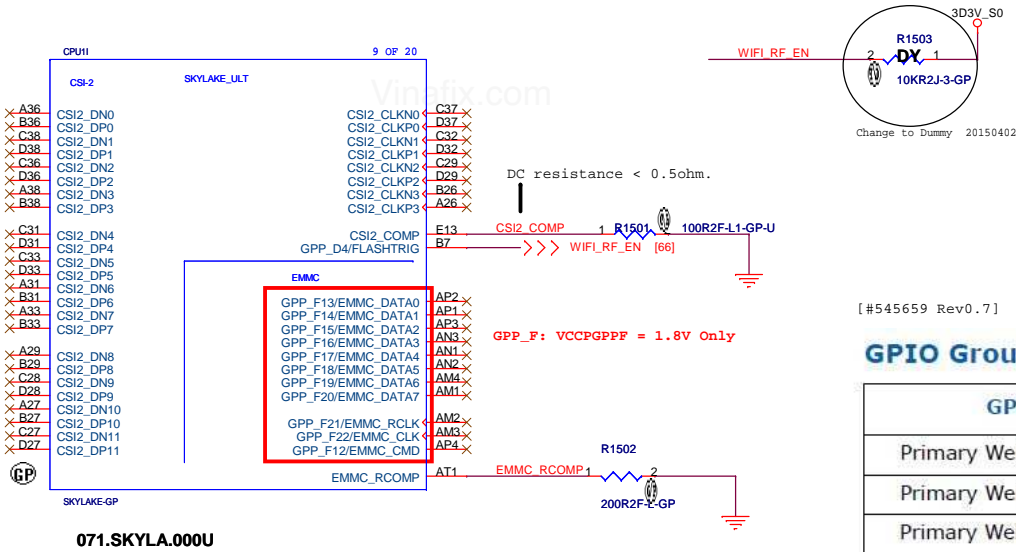 CPU1I
9 OF 20
CSI-2
SKYLAKE_ULT
Vinafix.com
A36 CSI2_DN0
B36 CSI2_DP0
C38 CSI2_DN1
D38 CSI2_DP1
C36 CSI2_DN2
D36 CSI2_DP2
A38 CSI2_DN3
B38 CSI2_DP3
C31 CSI2_DN4
D31 CSI2_DP4
C33 CSI2_DN5
D33 CSI2_DP5
A31 CSI2_DN6
B31 CSI2_DP6
A33 CSI2_DN7
B33 CSI2_DP7
A29 CSI2_DN8
B29 CSI2_DP8
C28 CSI2_DN9
D28 CSI2_DP9
A27 CSI2_DN10
B27 CSI2_DP10
C27 CSI2_DN11
D27 CSI2_DP11
CSI2_CLKN0 C37
CSI2_CLKP0 D37
CSI2_CLKN1 C32
CSI2_CLKP1 D32
CSI2_CLKN2 C29
CSI2_CLKP2 D29
CSI2_CLKN3 B26
CSI2_CLKP3 A26
CSI2_COMP E13
GPP_D4/FLASHTRIG B7
EMMC
GPP_F13/EMMC_DATA0 AP2
GPP_F14/EMMC_DATA1 AP1
GPP_F15/EMMC_DATA2 AP3
GPP_F16/EMMC_DATA3 AN3
GPP_F17/EMMC_DATA4 AN1
GPP_F18/EMMC_DATA5 AN2
GPP_F19/EMMC_DATA6 AM4
GPP_F20/EMMC_DATA7 AM1
GPP_F21/EMMC_RCLK AM2
GPP_F22/EMMC_CLK AM3
GPP_F12/EMMC_CMD AP4
EMMC_RCOMP AT1
GP
SKYLAKE-GP
071.SKYLA.000U
DC resistance < 0.5ohm.
CSI2_COMP 1 R1501 2 100R2F-L1-GP-U
WIFI_RF_EN [66]
GPP_F: VCCPGPPF = 1.8V Only
R1502
EMMC_RCOMP 1 2
200R2F-L-GP
3D3V_S0
R1503
WIFI_RF_EN 2 DY 1
10KR2J-3-GP
Change to Dummy 20150402
[#545659 Rev0.7]
GPIO Grou
GP
Primary We
Primary We
Primary We